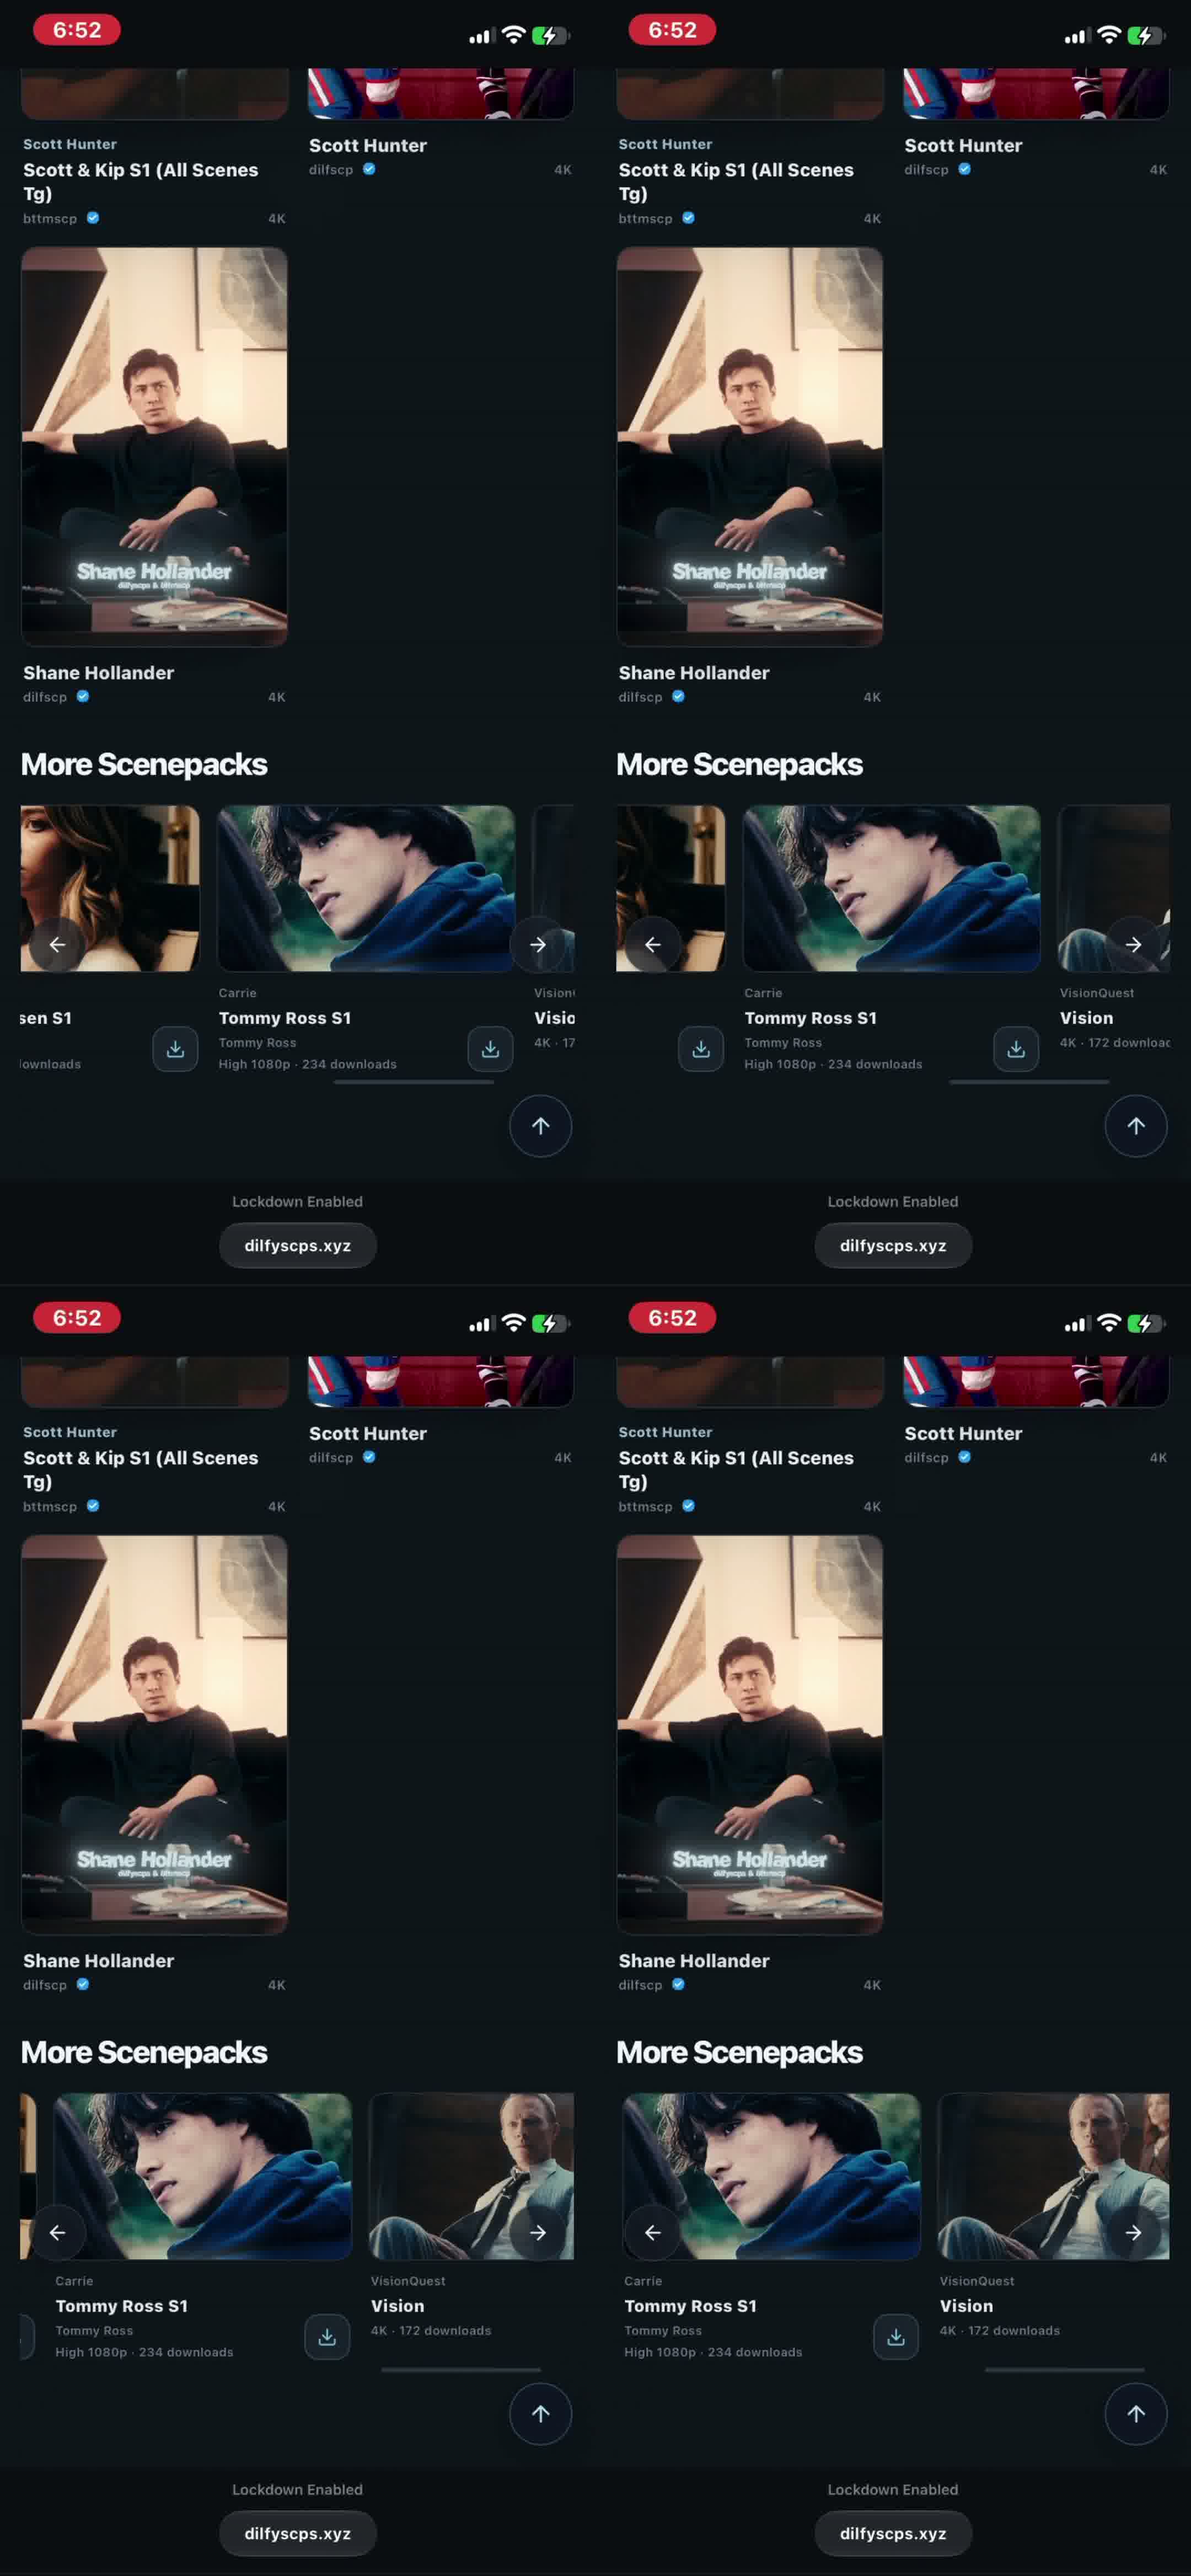 6:52
Scott Hunter
Scott & Kip S1 (All Scenes
Tg)
bttmscp 4K
Scott Hunter
dilfscp 4K
Shane Hollander
dilfyscps & bttmscp
Shane Hollander
dilfscp 4K
More Scenepacks
sen S1
ownloads
Carrie
Tommy Ross S1
Tommy Ross
High 1080p · 234 downloads
Vision
Visio
4K · 17
Lockdown Enabled
dilfyscps.xyz
6:52
Scott Hunter
Scott & Kip S1 (All Scenes
Tg)
bttmscp 4K
Scott Hunter
dilfscp 4K
Shane Hollander
dilfyscps & bttmscp
Shane Hollander
dilfscp 4K
More Scenepacks
Carrie
Tommy Ross S1
Tommy Ross
High 1080p · 234 downloads
VisionQuest
Vision
4K · 172 downloac
Lockdown Enabled
dilfyscps.xyz
6:52
Scott Hunter
Scott & Kip S1 (All Scenes
Tg)
bttmscp 4K
Scott Hunter
dilfscp 4K
Shane Hollander
dilfyscps & bttmscp
Shane Hollander
dilfscp 4K
More Scenepacks
Carrie
Tommy Ross S1
Tommy Ross
High 1080p · 234 downloads
VisionQuest
Vision
4K · 172 downloads
Lockdown Enabled
dilfyscps.xyz
6:52
Scott Hunter
Scott & Kip S1 (All Scenes
Tg)
bttmscp 4K
Scott Hunter
dilfscp 4K
Shane Hollander
dilfyscps & bttmscp
Shane Hollander
dilfscp 4K
More Scenepacks
Carrie
Tommy Ross S1
Tommy Ross
High 1080p · 234 downloads
VisionQuest
Vision
4K · 172 downloads
Lockdown Enabled
dilfyscps.xyz